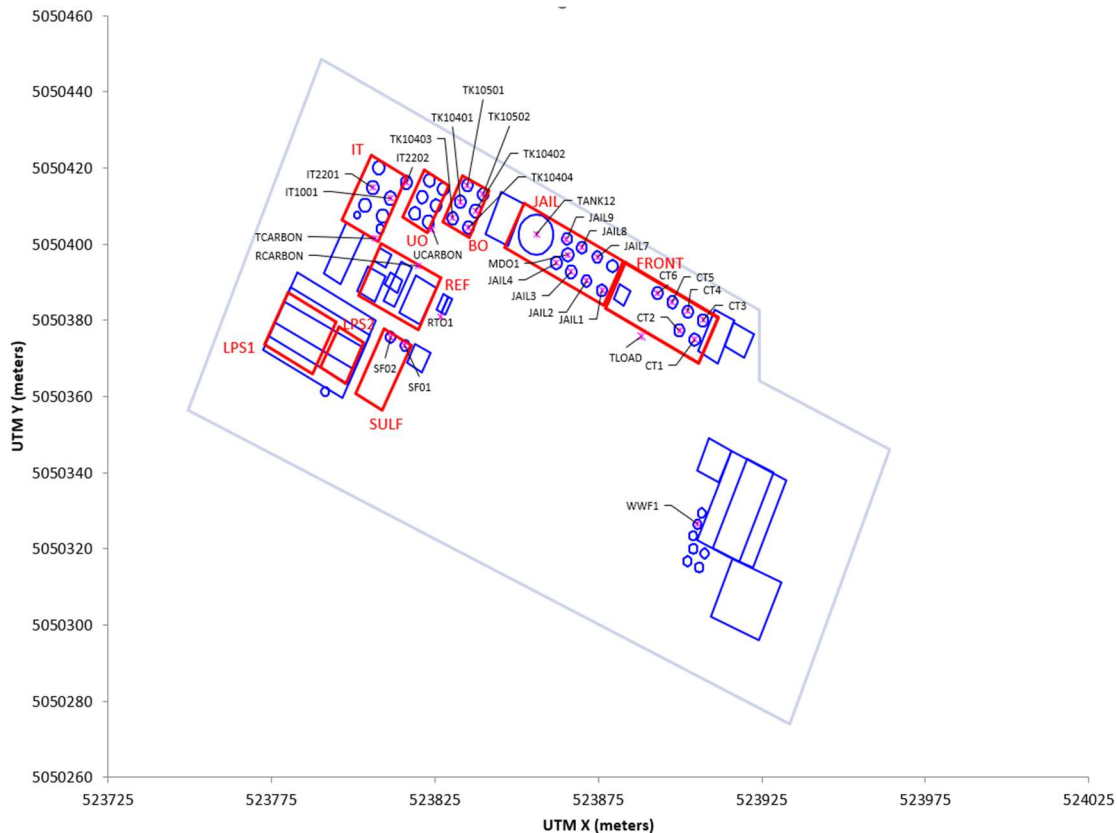 5050460
5050440
5050420
5050400
5050380
5050360
5050340
5050320
5050300
5050280
5050260
523725
523775
523825
523875
523925
523975
524025
UTM Y (meters)
UTM X (meters)
TK10501
TK10401
TK10502
TK10403
IT
IT2202
TK10402
IT2201
TK10404
IT1001
JAIL
TANK12
JAIL9
JAIL8
TCARBON
UO
BO
UCARBON
JAIL7
RCARBON
MDO1
FRONT
JAIL4
CT6
CT5
REF
CT4
JAIL3
CT3
JAIL2
JAIL1
CT2
LPS2
RTO1
LPS1
TLOAD
CT1
SF02
SF01
SULF
WWF1